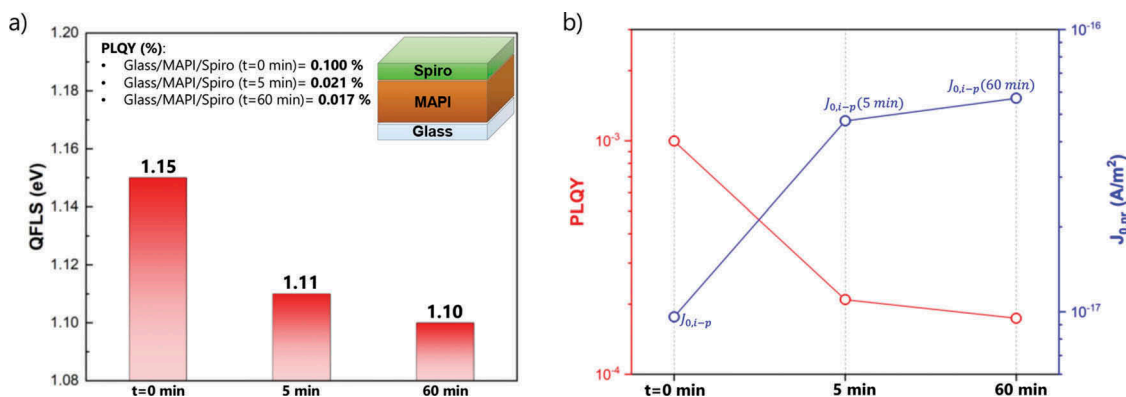 a)
1.20
1.18
1.16
1.14
1.12
1.10
1.08
QFLS (eV)
PLQY (%):
• Glass/MAPI/Spiro (t=0 min)= 0.100 %
• Glass/MAPI/Spiro (t=5 min)= 0.021 %
• Glass/MAPI/Spiro (t=60 min)= 0.017 %
Spiro
MAPI
Glass
1.15
1.11
1.10
t=0 min
5 min
60 min
b)
10⁻³
10⁻⁴
PLQY
J₀,ᵢ₋ₚ
J₀,ᵢ₋ₚ(5 min)
J₀,ᵢ₋ₚ(60 min)
10⁻¹⁶
10⁻¹⁷
J₀,ₙᵣ (A/m²)
t=0 min
5 min
60 min